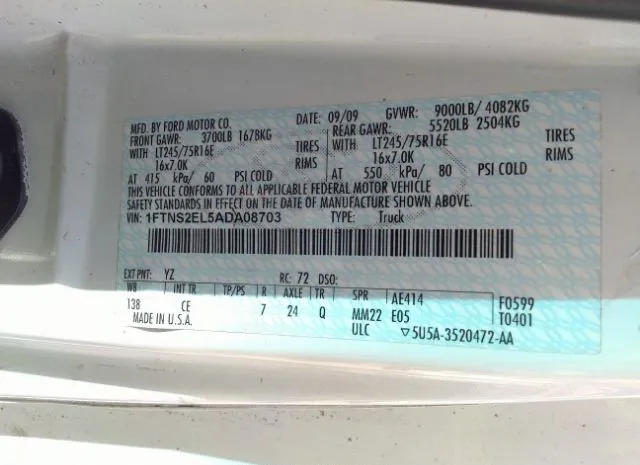 MFD. BY FORD MOTOR CO.
DATE: 09/09 GVWR: 9000LB/ 4082KG
FRONT GAWR: 3700LB 1678KG
REAR GAWR: 5520LB 2504KG
WITH LT245/75R16E TIRES
WITH LT245/75R16E TIRES
16x7.0K RIMS
16x7.0K RIMS
AT 415 kPa/ 60 PSI COLD
AT 550 kPa/ 80 PSI COLD
THIS VEHICLE CONFORMS TO ALL APPLICABLE FEDERAL MOTOR VEHICLE
SAFETY STANDARDS IN EFFECT ON THE DATE OF MANUFACTURE SHOWN ABOVE.
VIN: 1FTNS2EL5ADA08703 TYPE: Truck
EXT PNT: YZ RC: 72 DSO:
WB INT TR TP/PS R AXLE TR SPR AE414 F0599
138 CE 7 24 Q MM22 E05 T0401
MADE IN U.S.A. ULC ▽5U5A-3520472-AA